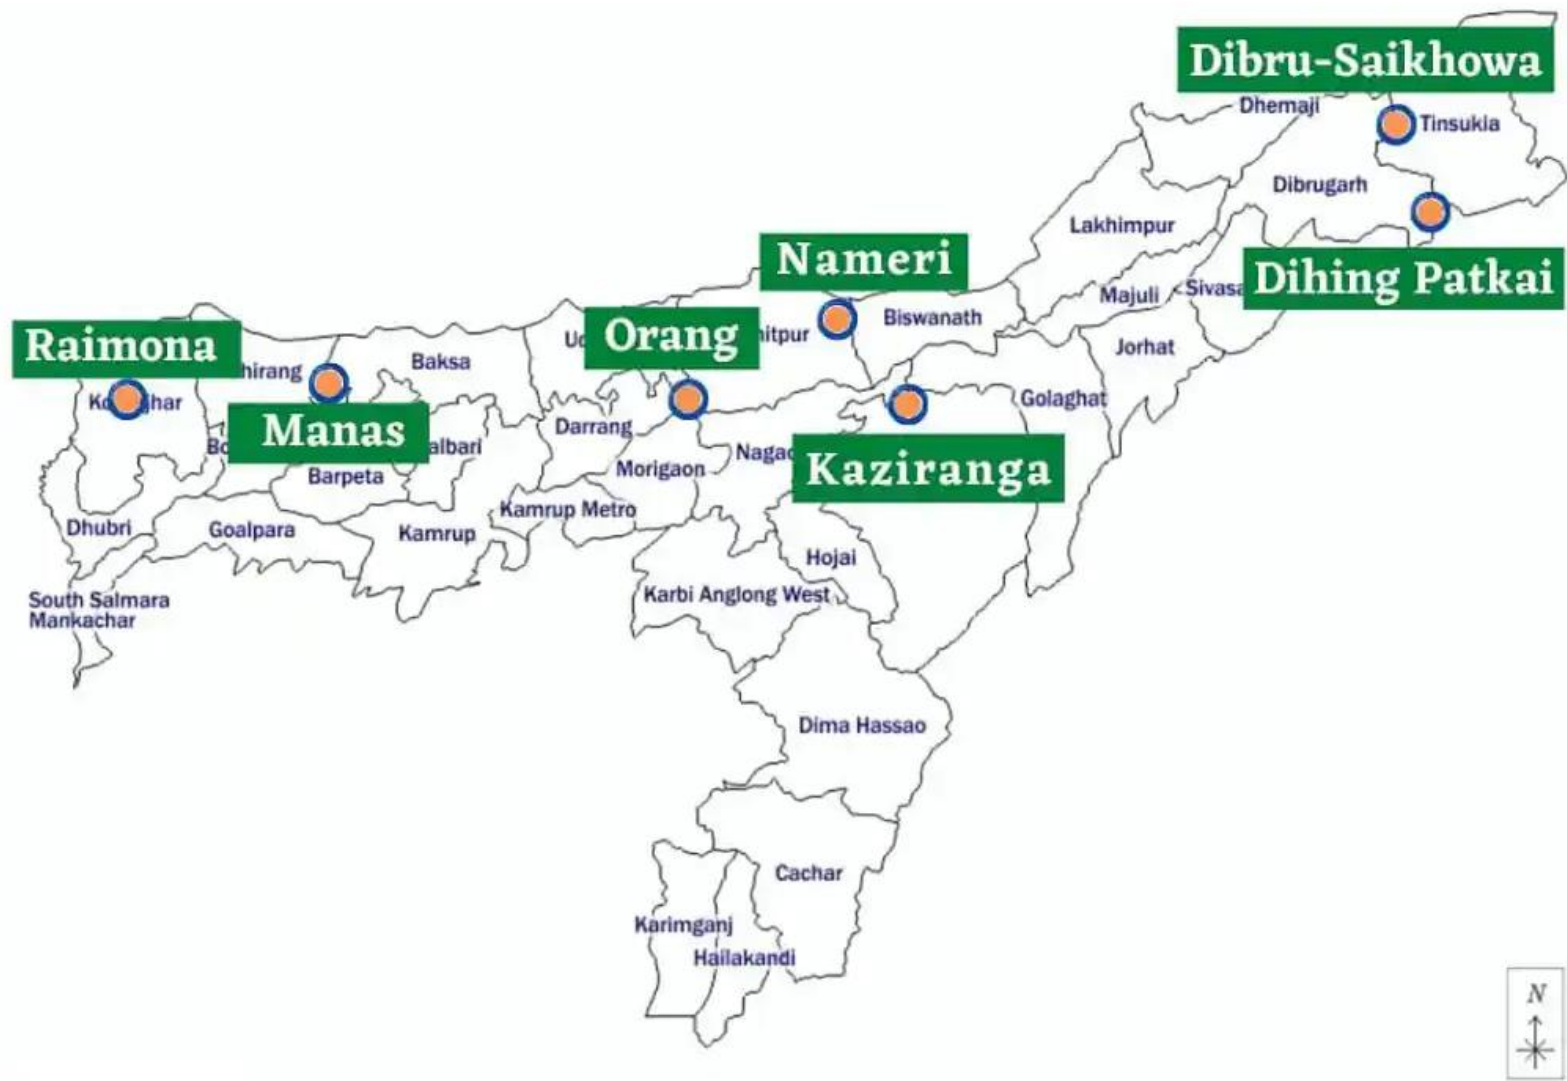 Dibru-Saikhowa
Dhemaji
Tinsukia
Dibrugarh
Lakhimpur
Nameri
Dihing Patkai
Majuli
Biswanath
Orang
Raimona
Baksa
Jorhat
Golaghat
Manas
Darrang
Kaziranga
Morigaon
Barpeta
Kamrup Metro
Dhubri
Goalpara
Kamrup
Hojai
Karbi Anglong West
South Salmara
Mankachar
Dima Hassao
Cachar
Karimganj
Hailakandi
N